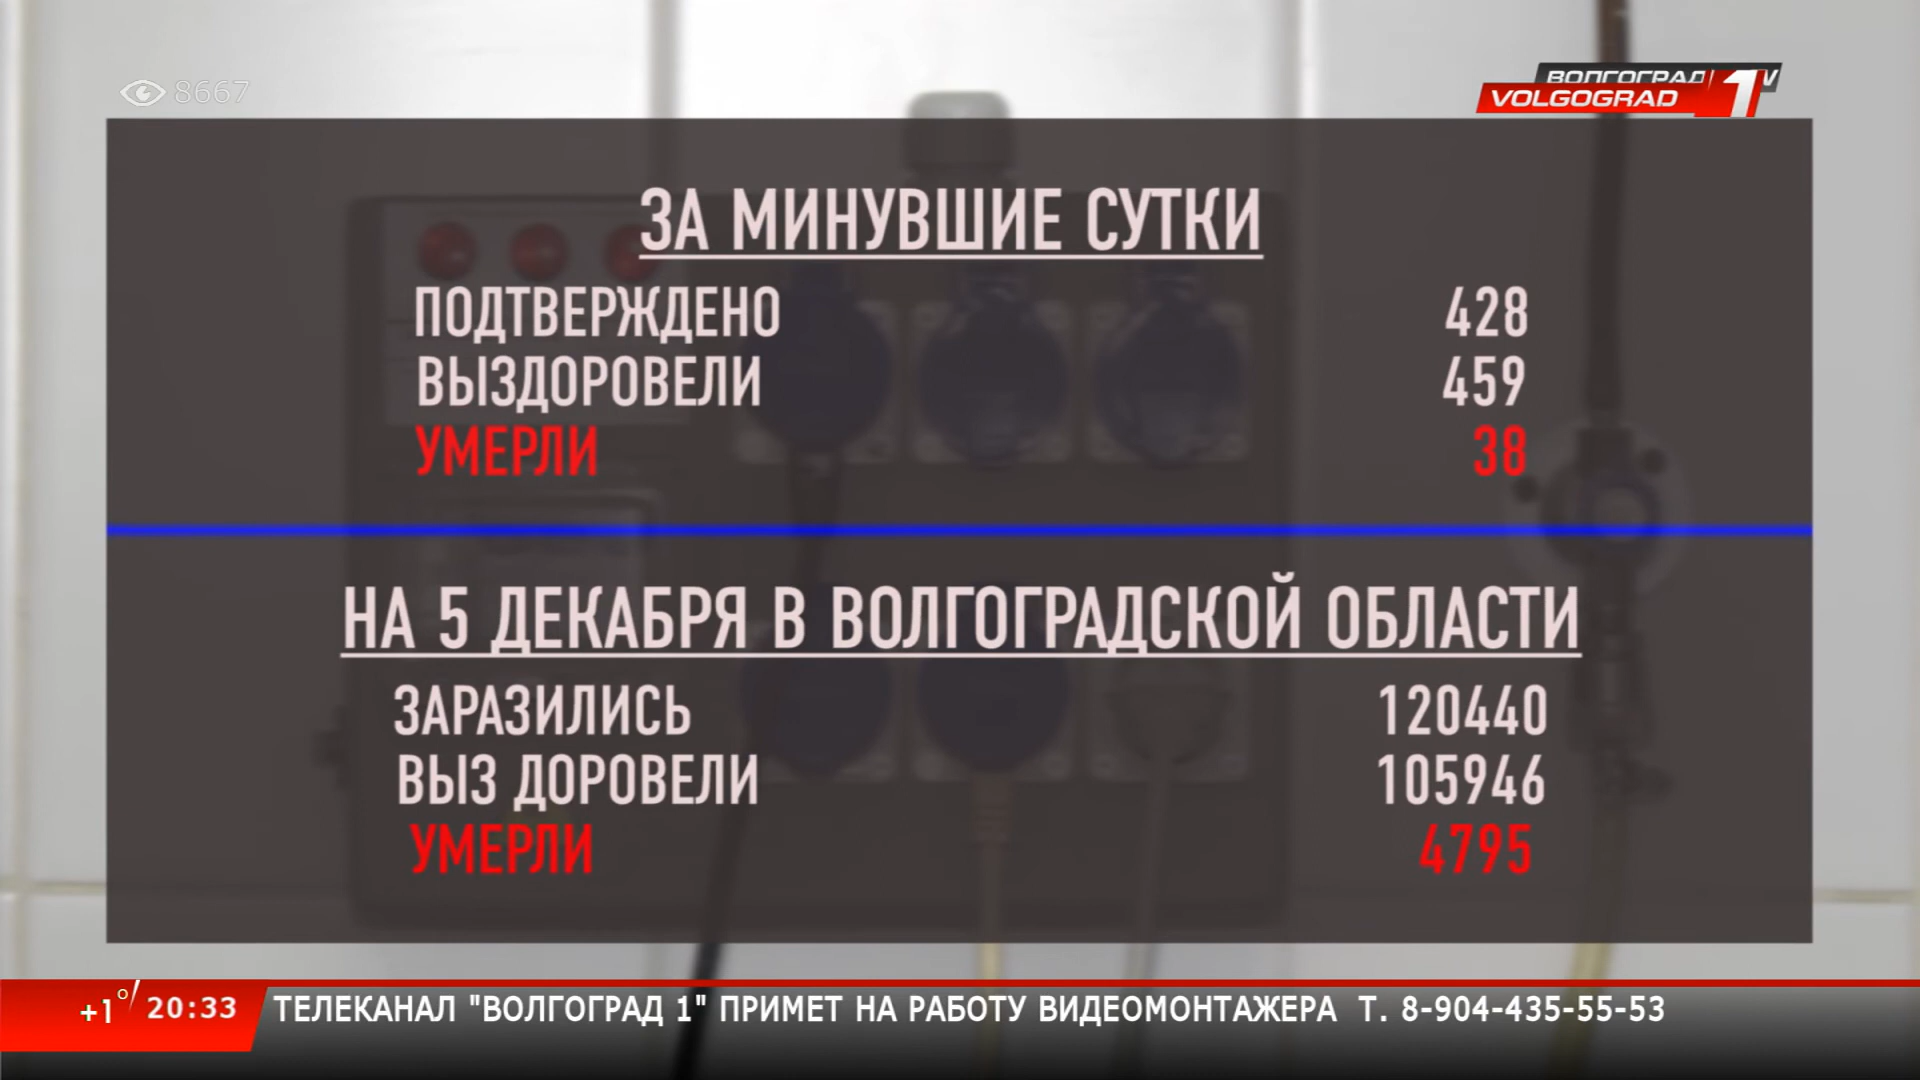 8667
ВОЛГОГРАД TV
VOLGOGRAD 1
ЗА МИНУВШИЕ СУТКИ
ПОДТВЕРЖДЕНО 428
ВЫЗДОРОВЕЛИ 459
УМЕРЛИ 38
НА 5 ДЕКАБРЯ В ВОЛГОГРАДСКОЙ ОБЛАСТИ
ЗАРАЗИЛИСЬ 120440
ВЫЗ ДОРОВЕЛИ 105946
УМЕРЛИ 4795
+1° 20:33 ТЕЛЕКАНАЛ "ВОЛГОГРАД 1" ПРИМЕТ НА РАБОТУ ВИДЕОМОНТАЖЕРА Т. 8-904-435-55-53